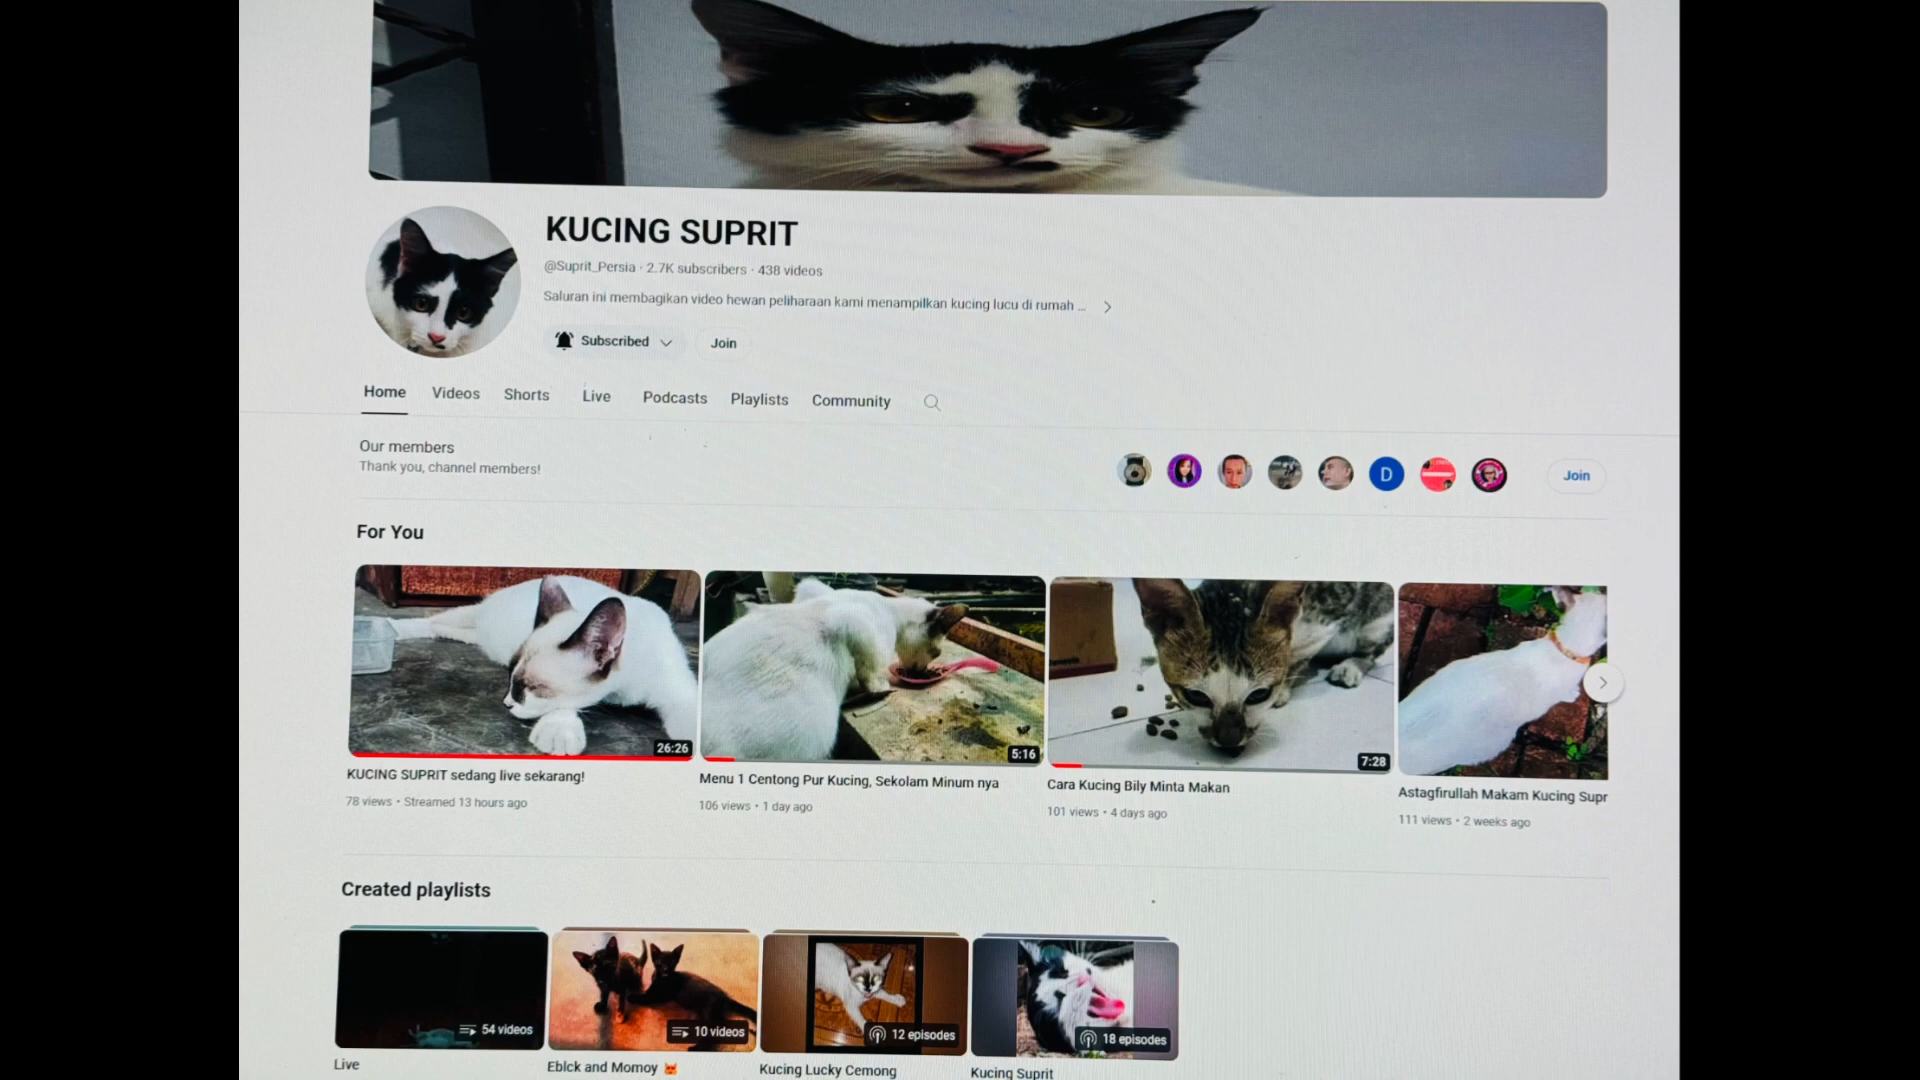 KUCING SUPRIT
@Suprit_Persia · 2.7K subscribers · 438 videos
Saluran ini membagikan video hewan peliharaan kami menampilkan kucing lucu di rumah ...
Subscribed
Join
Home Videos Shorts Live Podcasts Playlists Community
Our members
Thank you, channel members!
D
Join
For You
26:26
5:16
7:28
KUCING SUPRIT sedang live sekarang!
78 views • Streamed 13 hours ago
Menu 1 Centong Pur Kucing, Sekolam Minum nya
106 views • 1 day ago
Cara Kucing Bily Minta Makan
101 views • 4 days ago
Astagfirullah Makam Kucing Supr
111 views • 2 weeks ago
Created playlists
54 videos
10 videos
12 episodes
18 episodes
Live
Eblck and Momoy
Kucing Lucky Cemong
Kucing Suprit